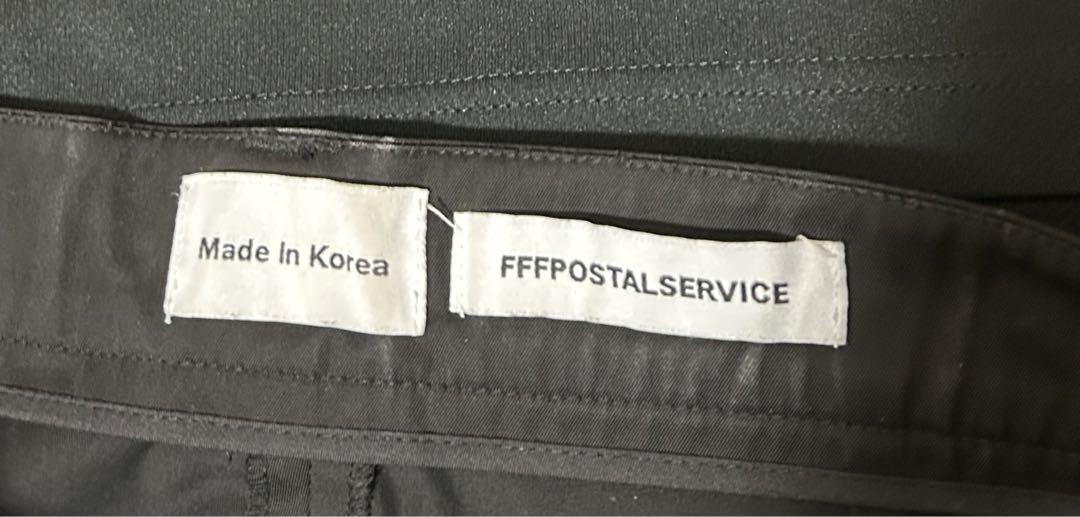 Made In Korea
FFFPOSTALSERVICE